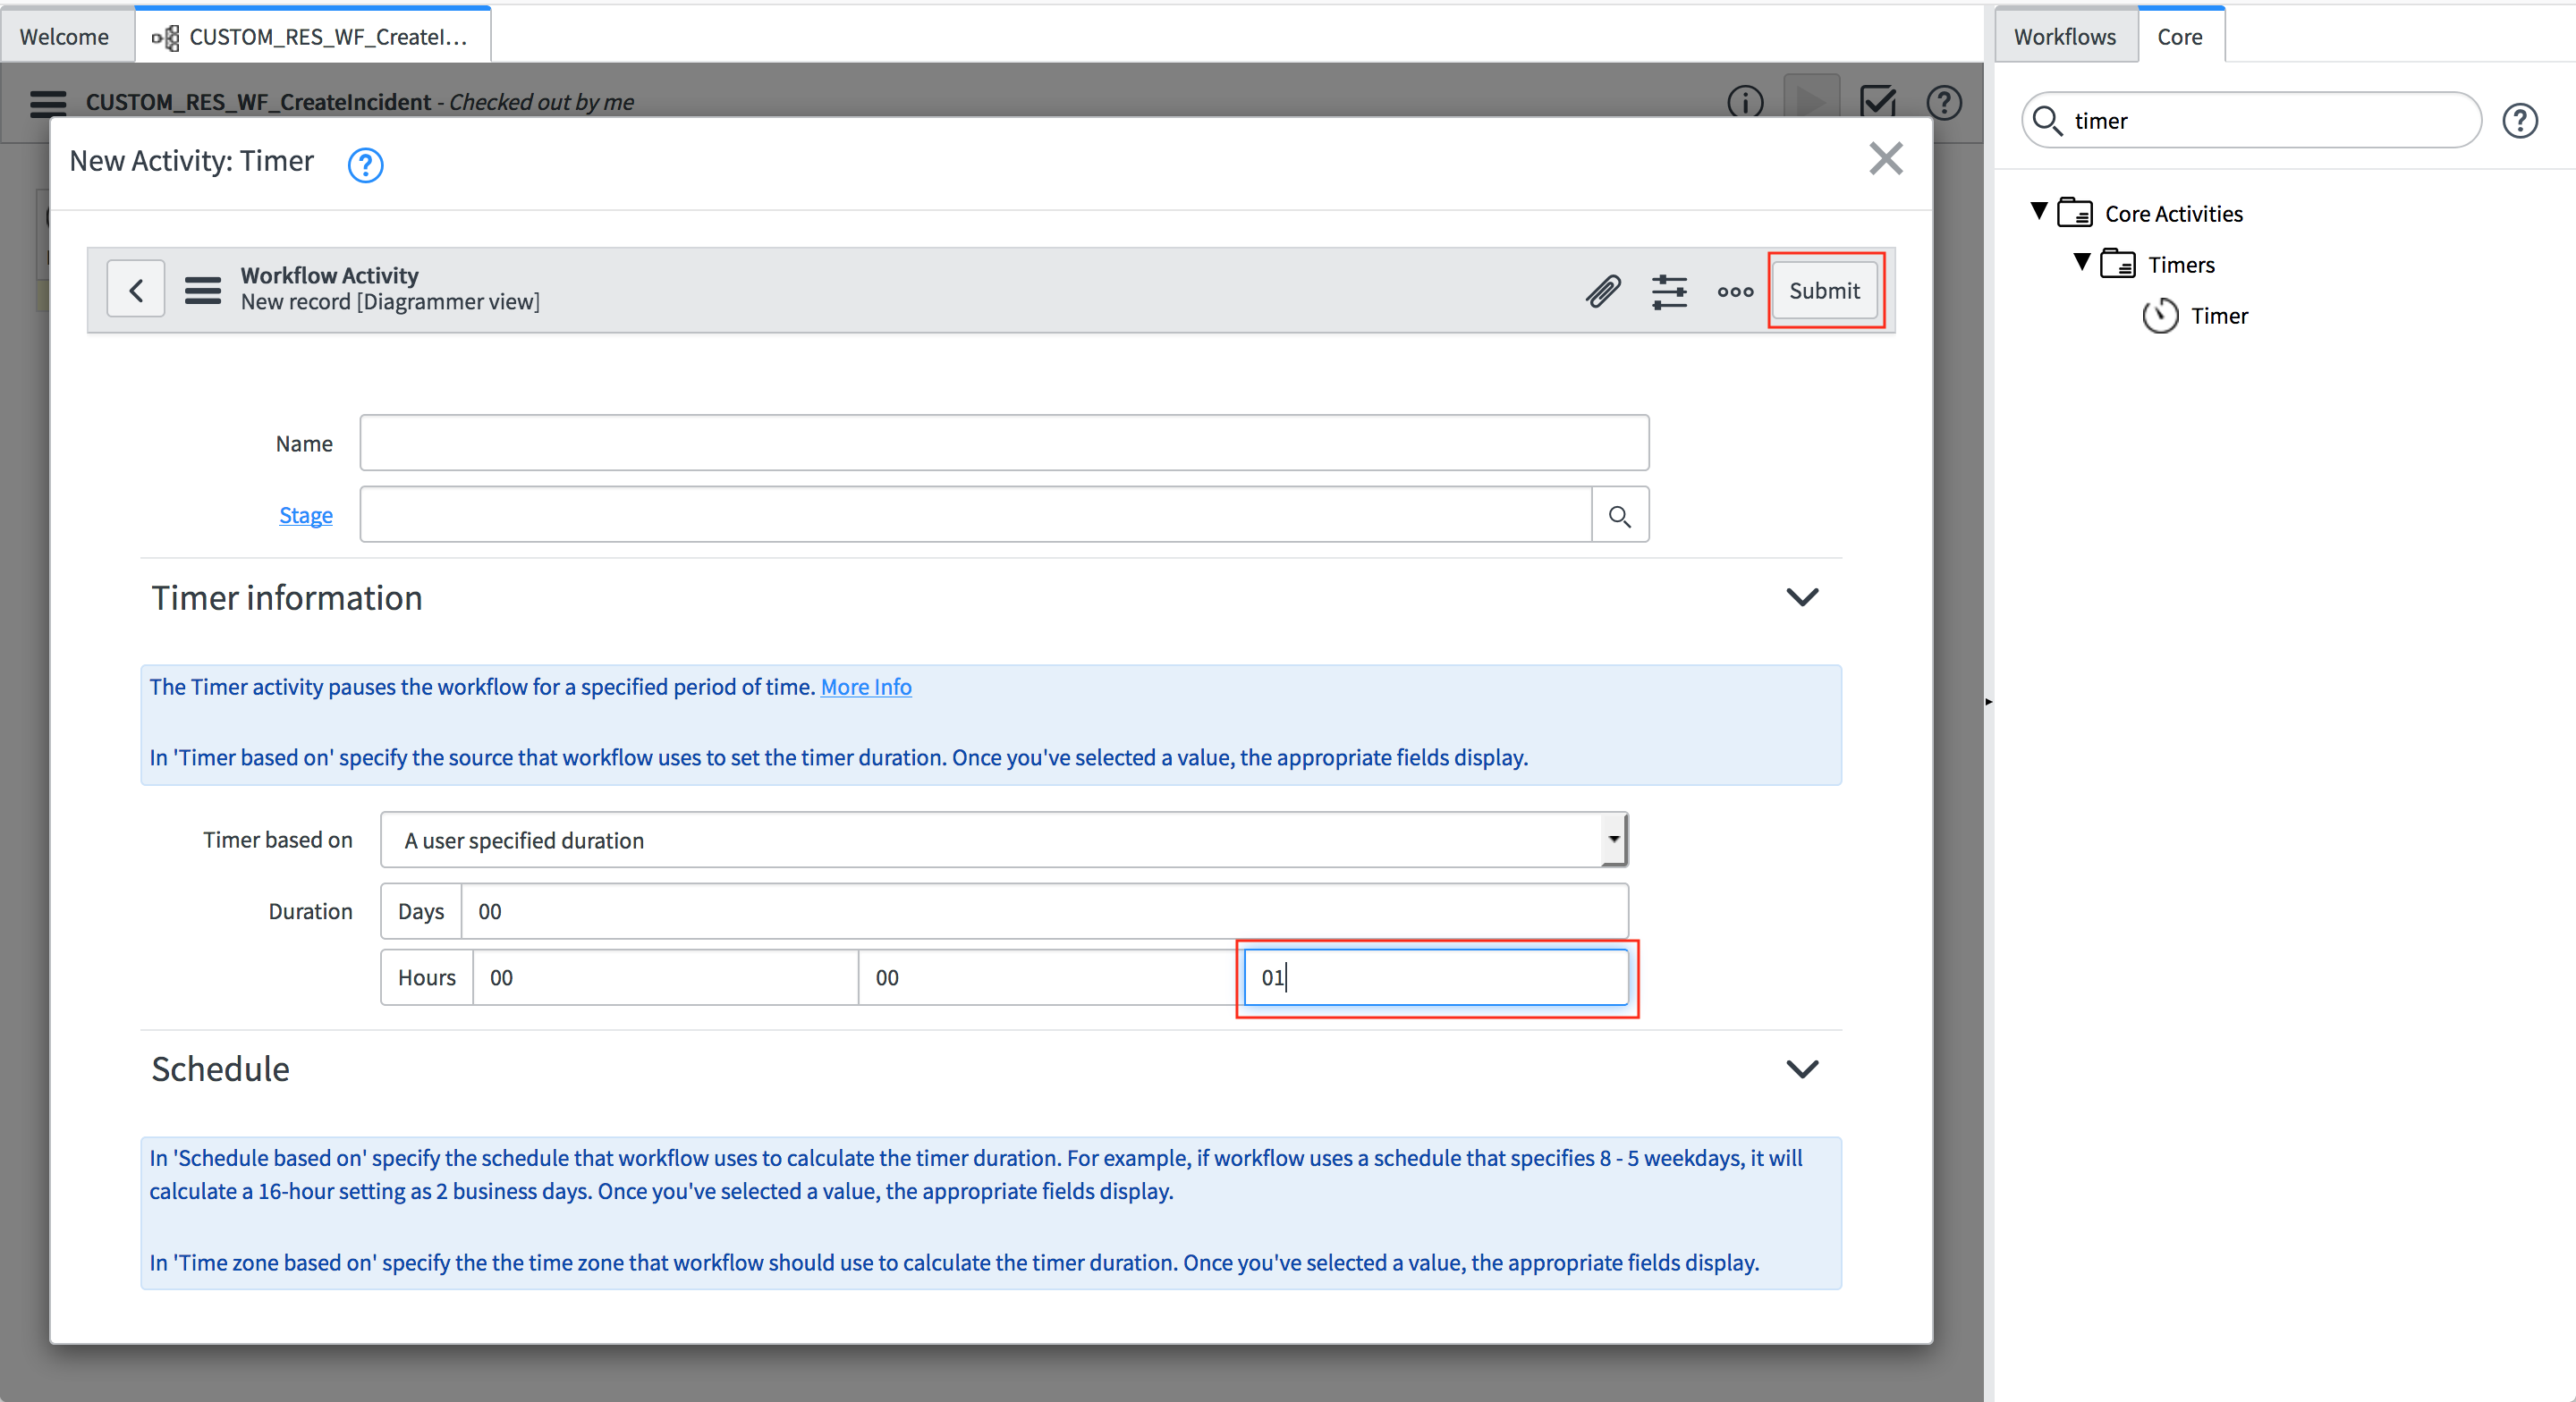 Welcome
CUSTOM_RES_WF_CreateI...
Workflows
Core
CUSTOM_RES_WF_CreateIncident - Checked out by me
timer
New Activity: Timer
Core Activities
Timers
Timer
Workflow Activity
New record [Diagrammer view]
Submit
Name
Stage
Timer information
The Timer activity pauses the workflow for a specified period of time. More Info
In 'Timer based on' specify the source that workflow uses to set the timer duration. Once you've selected a value, the appropriate fields display.
Timer based on
A user specified duration
Duration
Days
00
Hours
00
00
01
Schedule
In 'Schedule based on' specify the schedule that workflow uses to calculate the timer duration. For example, if workflow uses a schedule that specifies 8 - 5 weekdays, it will
calculate a 16-hour setting as 2 business days. Once you've selected a value, the appropriate fields display.
In 'Time zone based on' specify the the time zone that workflow should use to calculate the timer duration. Once you've selected a value, the appropriate fields display.